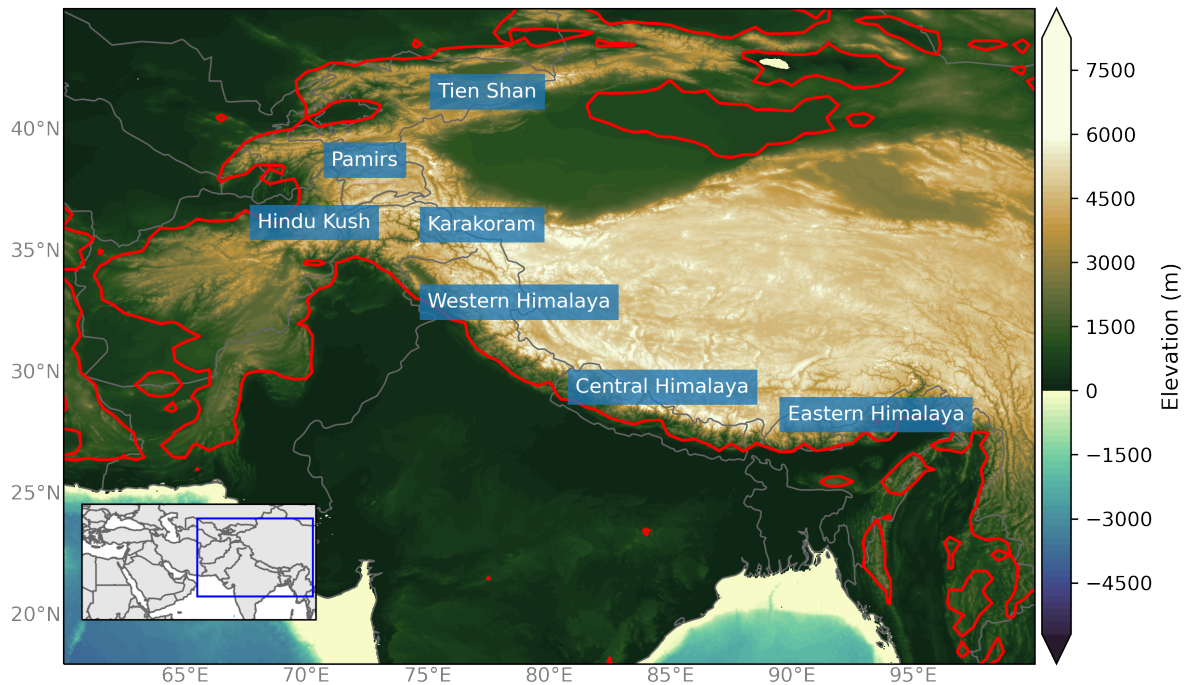 Tien Shan
Pamirs
Hindu Kush
Karakoram
Western Himalaya
Central Himalaya
Eastern Himalaya
40°N
35°N
30°N
25°N
20°N
65°E
70°E
75°E
80°E
85°E
90°E
95°E
7500
6000
4500
3000
1500
0
−1500
−3000
−4500
Elevation (m)